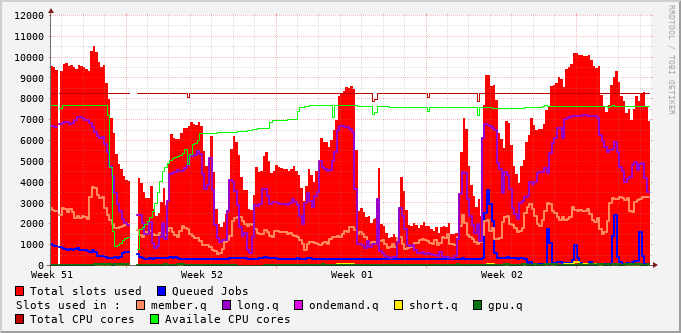 12000
11000
10000
9000
8000
7000
6000
5000
4000
3000
2000
1000
0
Week 51 Week 52 Week 01 Week 02
Total slots used Queued Jobs
Slots used in : member.q long.q ondemand.q short.q gpu.q
Total CPU cores Availale CPU cores
RRDTOOL / TOBI OETIKER